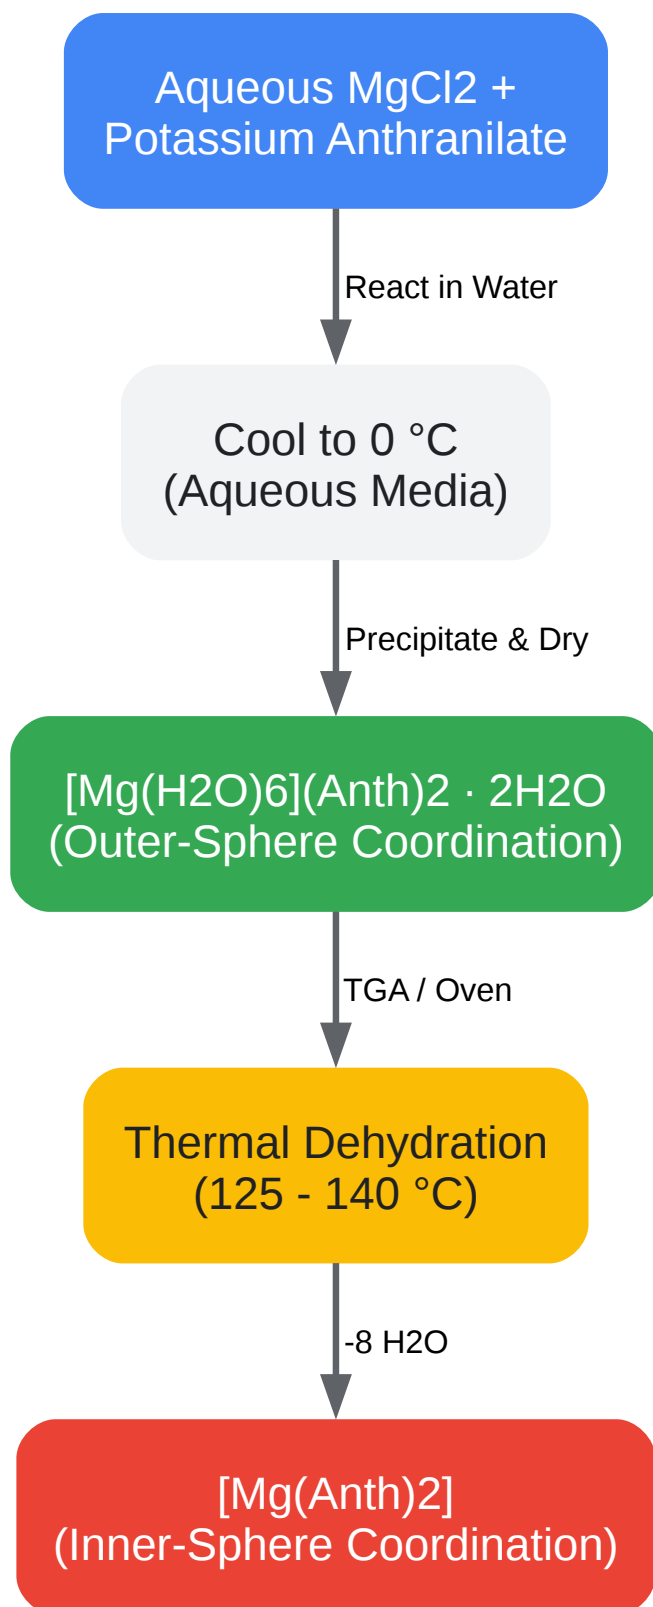 Aqueous MgCl2 +
Potassium Anthranilate
React in Water
Cool to 0 °C
(Aqueous Media)
Precipitate & Dry
[Mg(H2O)6](Anth)2 · 2H2O
(Outer-Sphere Coordination)
TGA / Oven
Thermal Dehydration
(125 - 140 °C)
-8 H2O
[Mg(Anth)2]
(Inner-Sphere Coordination)